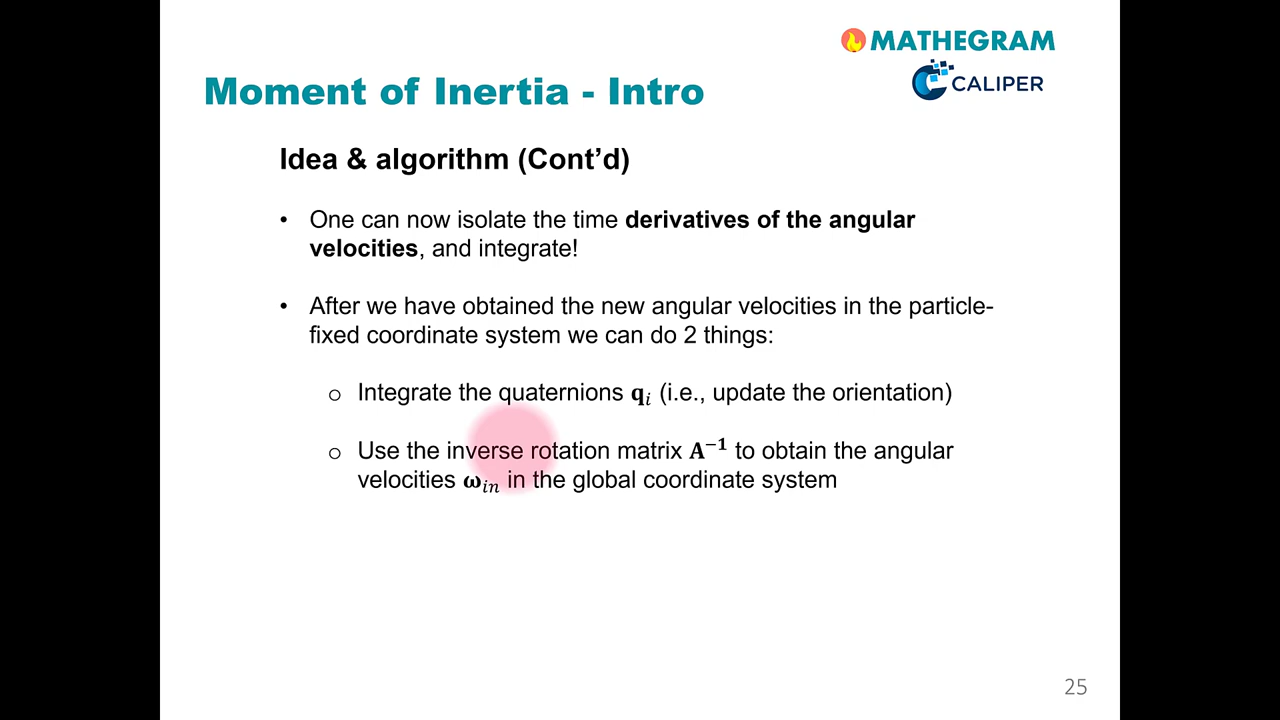 MATHEGRAM
CALIPER
Moment of Inertia - Intro
Idea & algorithm (Cont’d)
• One can now isolate the time derivatives of the angular
velocities, and integrate!
• After we have obtained the new angular velocities in the particle-
fixed coordinate system we can do 2 things:
o Integrate the quaternions qᵢ (i.e., update the orientation)
o Use the inverse rotation matrix A⁻¹ to obtain the angular
velocities ωᵢₙ in the global coordinate system
25